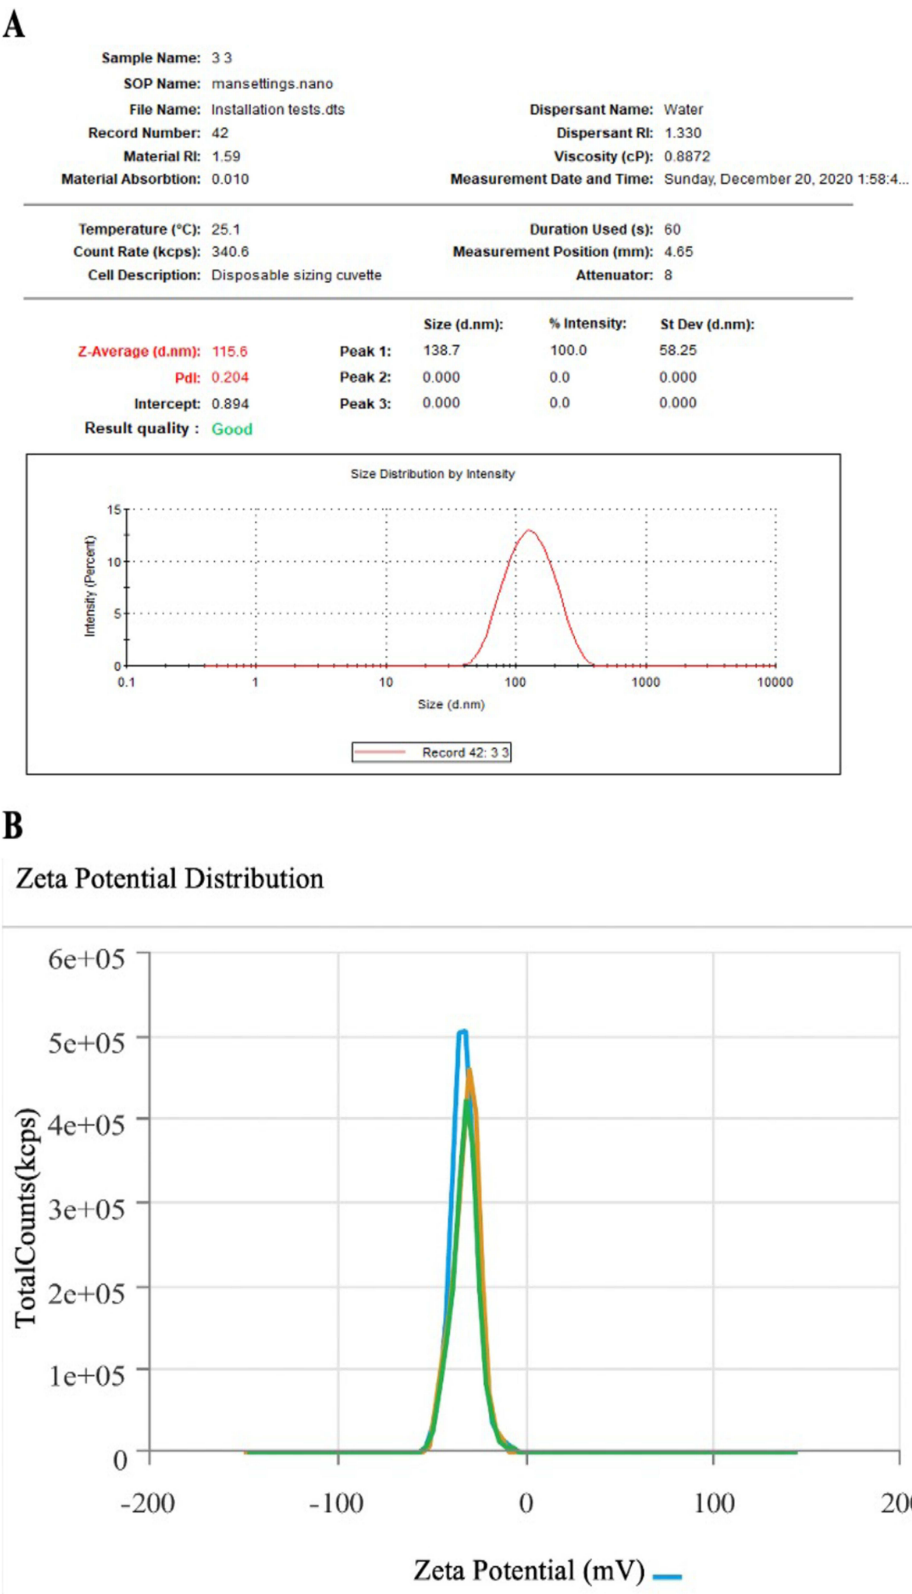 A
Sample Name: 3 3
SOP Name: mansettings.nano
File Name: Installation tests.dts Dispersant Name: Water
Record Number: 42 Dispersant RI: 1.330
Material RI: 1.59 Viscosity (cP): 0.8872
Material Absorbtion: 0.010 Measurement Date and Time: Sunday, December 20, 2020 1:58:4...
Temperature (°C): 25.1 Duration Used (s): 60
Count Rate (kcps): 340.6 Measurement Position (mm): 4.65
Cell Description: Disposable sizing cuvette Attenuator: 8
Size (d.nm): % Intensity: St Dev (d.nm):
Z-Average (d.nm): 115.6 Peak 1: 138.7 100.0 58.25
PdI: 0.204 Peak 2: 0.000 0.0 0.000
Intercept: 0.894 Peak 3: 0.000 0.0 0.000
Result quality : Good
Size Distribution by Intensity
15
10
5
0
Intensity (Percent)
0.1 1 10 100 1000 10000
Size (d.nm)
Record 42: 3 3
B
Zeta Potential Distribution
6e+05
5e+05
4e+05
3e+05
2e+05
1e+05
0
TotalCounts(kcps)
-200 -100 0 100 20
Zeta Potential (mV)